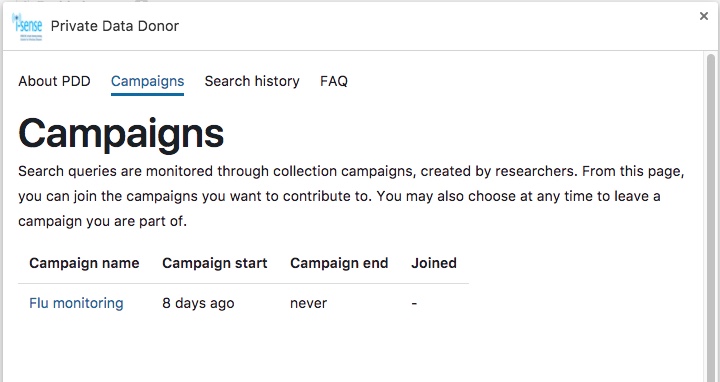 i-sense
Private Data Donor
×
About PDD Campaigns Search history FAQ
Campaigns
Search queries are monitored through collection campaigns, created by researchers. From this page,
you can join the campaigns you want to contribute to. You may also choose at any time to leave a
campaign you are part of.
Campaign name Campaign start Campaign end Joined
Flu monitoring 8 days ago never -